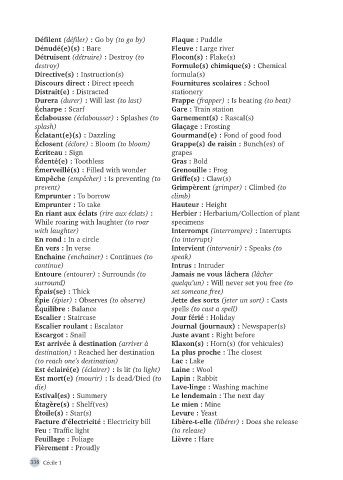 Défilent (défiler) : Go by (to go by)
Dénudé(e)(s) : Bare
Détruisent (détruire) : Destroy (to
destroy)
Directive(s) : Instruction(s)
Discours direct : Direct speech
Distrait(e) : Distracted
Durera (durer) : Will last (to last)
Écharpe : Scarf
Éclabousse (éclabousser) : Splashes (to
splash)
Éclatant(e)(s) : Dazzling
Éclosent (éclore) : Bloom (to bloom)
Écriteau : Sign
Édenté(e) : Toothless
Émerveillé(s) : Filled with wonder
Empêche (empêcher) : Is preventing (to
prevent)
Emprunter : To borrow
Emprunter : To take
En riant aux éclats (rire aux éclats) :
While roaring with laughter (to roar
with laughter)
En rond : In a circle
En vers : In verse
Enchaîne (enchaîner) : Continues (to
continue)
Entoure (entourer) : Surrounds (to
surround)
Épais(se) : Thick
Épie (épier) : Observes (to observe)
Équilibre : Balance
Escalier : Staircase
Escalier roulant : Escalator
Escargot : Snail
Est arrivée à destination (arriver à
destination) : Reached her destination
(to reach one's destination)
Est éclairé(e) (éclairer) : Is lit (to light)
Est mort(e) (mourir) : Is dead/Died (to
die)
Estival(es) : Summery
Étagère(s) : Shelf(ves)
Étoile(s) : Star(s)
Facture d'électricité : Electricity bill
Feu : Traffic light
Feuillage : Foliage
Fièrement : Proudly
Flaque : Puddle
Fleuve : Large river
Flocon(s) : Flake(s)
Formule(s) chimique(s) : Chemical
formula(s)
Fournitures scolaires : School
stationery
Frappe (frapper) : Is beating (to beat)
Gare : Train station
Garnement(s) : Rascal(s)
Glaçage : Frosting
Gourmand(e) : Fond of good food
Grappe(s) de raisin : Bunch(es) of
grapes
Gras : Bold
Grenouille : Frog
Griffe(s) : Claw(s)
Grimpèrent (grimper) : Climbed (to
climb)
Hauteur : Height
Herbier : Herbarium/Collection of plant
specimens
Interrompt (interrompre) : Interrupts
(to interrupt)
Intervient (intervenir) : Speaks (to
speak)
Intrus : Intruder
Jamais ne vous lâchera (lâcher
quelqu'un) : Will never set you free (to
set someone free)
Jette des sorts (jeter un sort) : Casts
spells (to cast a spell)
Jour férié : Holiday
Journal (journaux) : Newspaper(s)
Juste avant : Right before
Klaxon(s) : Horn(s) (for vehicules)
La plus proche : The closest
Lac : Lake
Laine : Wool
Lapin : Rabbit
Lave-linge : Washing machine
Le lendemain : The next day
Le mien : Mine
Levure : Yeast
Libère-t-elle (libérer) : Does she release
(to release)
Lièvre : Hare
338 Cécile 1